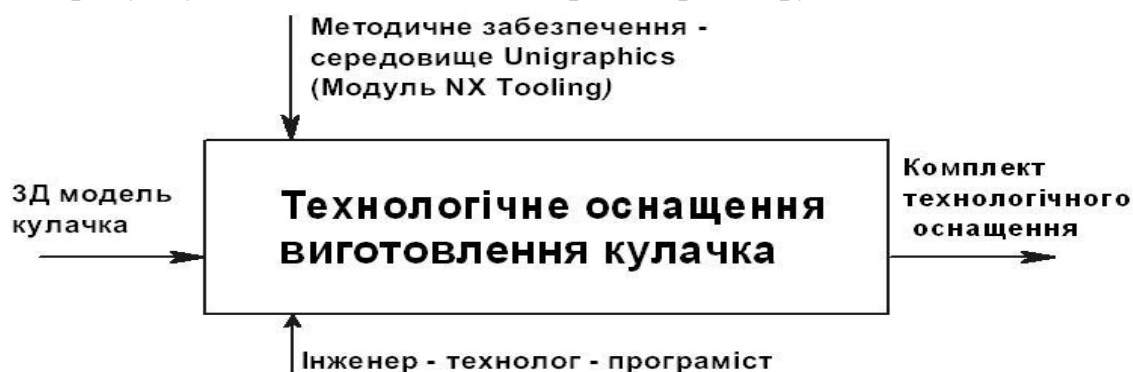 Методичне забезпечення -
середовище Unigraphics
(Модуль NX Tooling)
3Д модель
кулачка
Технологічне оснащення
виготовлення кулачка
Комплект
технологічного
оснащення
Інженер - технолог - програміст